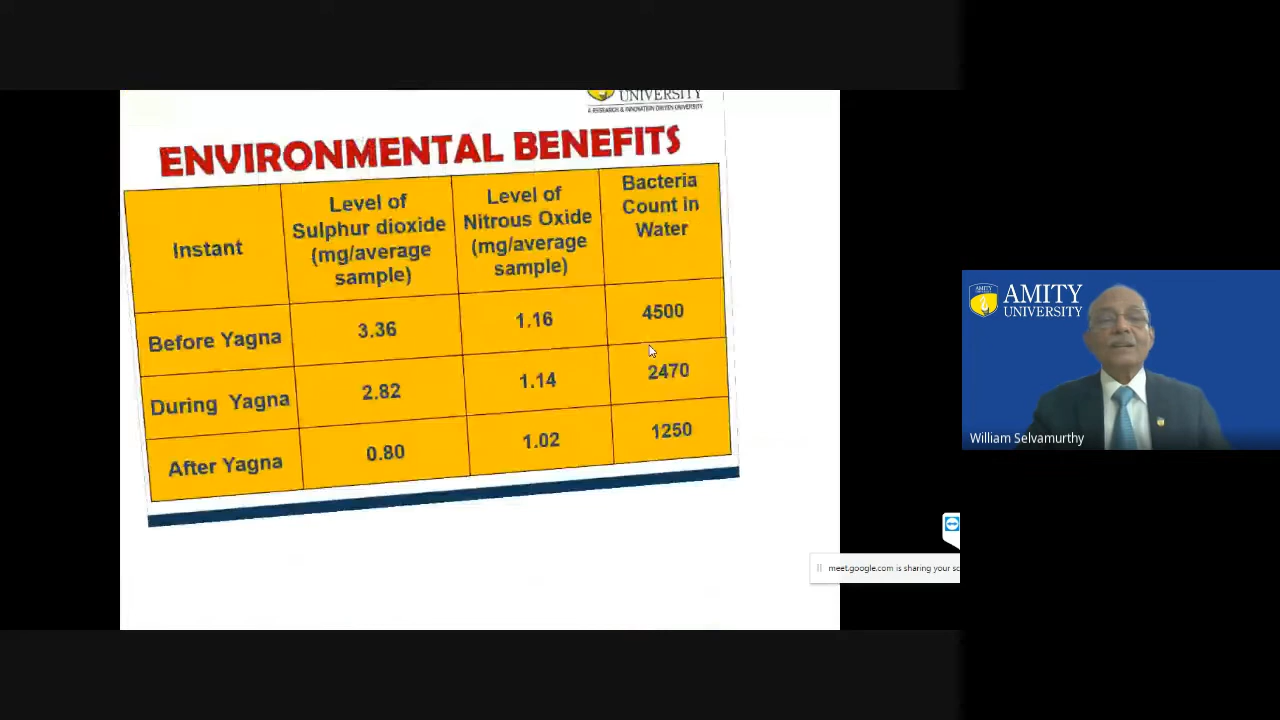 UNIVERSITY
A RESEARCH & INNOVATION DRIVEN UNIVERSITY
ENVIRONMENTAL BENEFITS
Instant
Level of
Sulphur dioxide
(mg/average
sample)
Level of
Nitrous Oxide
(mg/average
sample)
Bacteria
Count in
Water
Before Yagna
3.36
1.16
4500
During Yagna
2.82
1.14
2470
After Yagna
0.80
1.02
1250
AMITY
AMITY
UNIVERSITY
William Selvamurthy
meet.google.com is sharing your sc